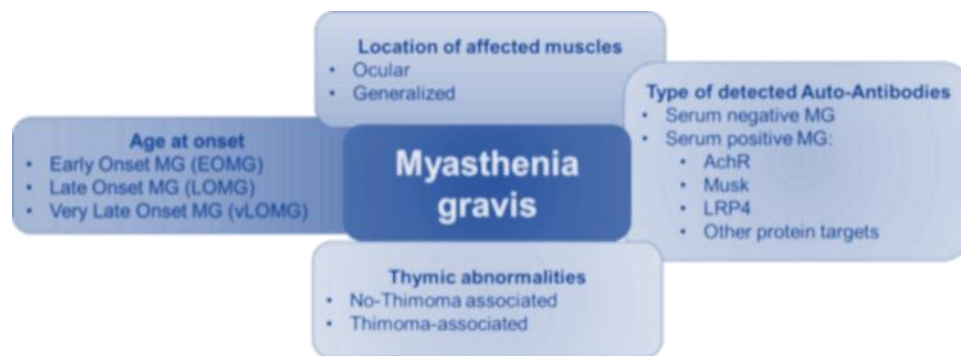 Location of affected muscles
• Ocular
• Generalized
Type of detected Auto-Antibodies
• Serum negative MG
• Serum positive MG:
• AchR
• Musk
• LRP4
• Other protein targets
Age at onset
• Early Onset MG (EOMG)
• Late Onset MG (LOMG)
• Very Late Onset MG (vLOMG)
Myasthenia
gravis
Thymic abnormalities
• No-Thimoma associated
• Thimoma-associated